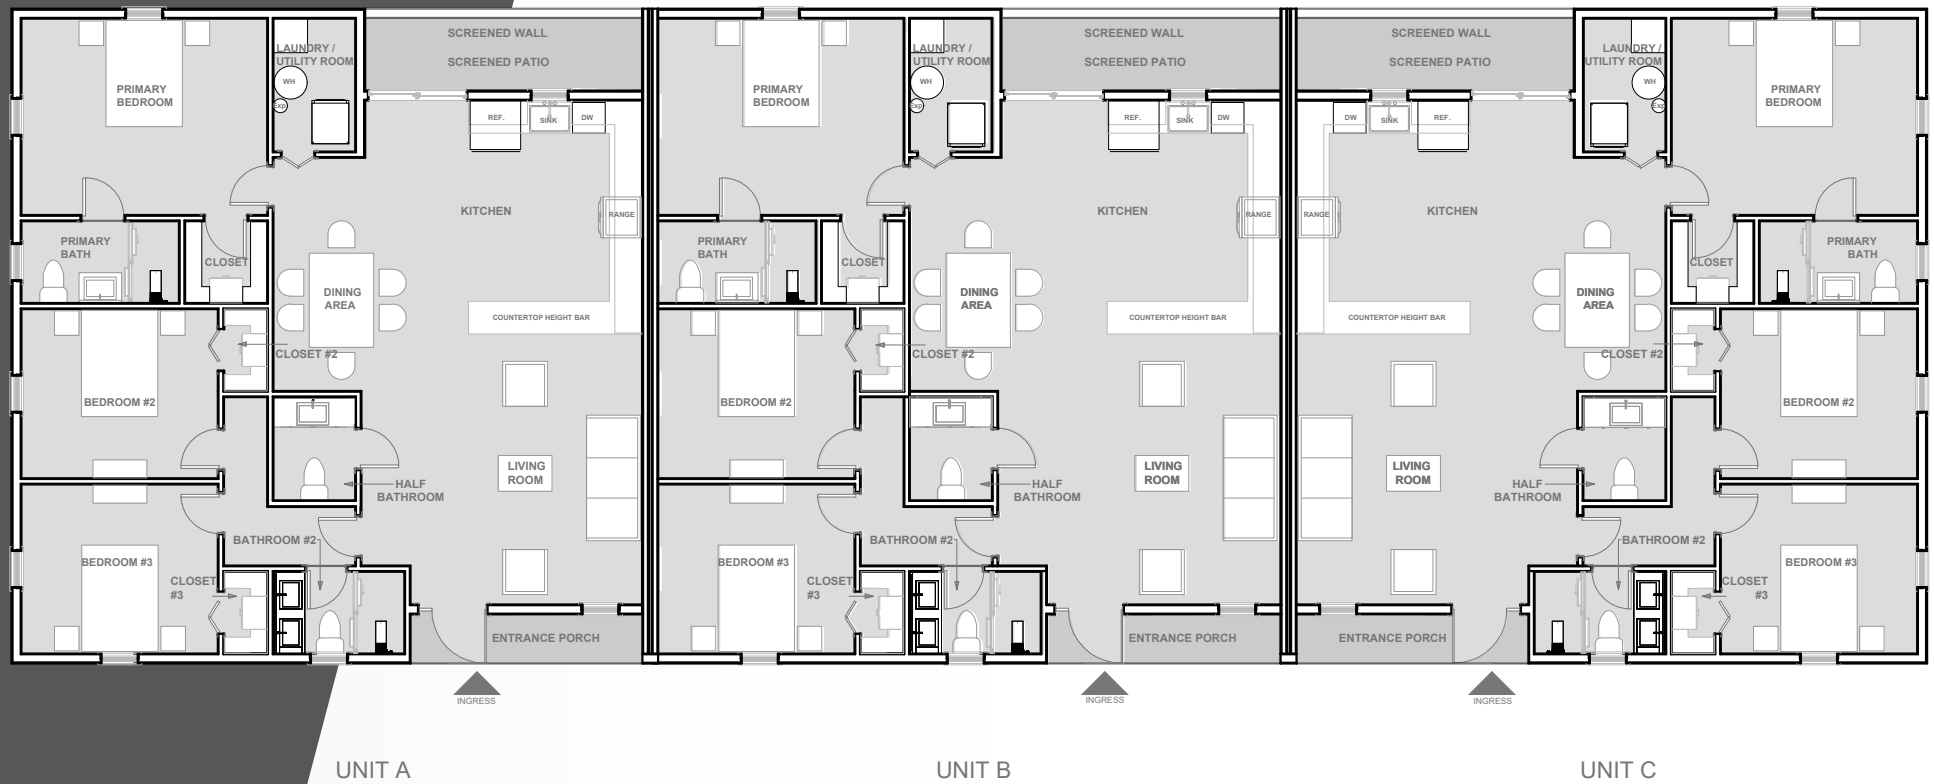 SCREENED WALL
SCREENED PATIO
LAUNDRY /
UTILITY ROOM
WH
Exp
PRIMARY
BEDROOM
REF.
SINK
DW
KITCHEN
RANGE
PRIMARY
BATH
CLOSET
DINING
AREA
COUNTERTOP HEIGHT BAR
CLOSET #2
BEDROOM #2
LIVING
ROOM
HALF
BATHROOM
BATHROOM #2
BEDROOM #3
CLOSET
#3
ENTRANCE PORCH
INGRESS
UNIT A
SCREENED WALL
SCREENED PATIO
LAUNDRY /
UTILITY ROOM
WH
Exp
PRIMARY
BEDROOM
REF.
SINK
DW
KITCHEN
RANGE
PRIMARY
BATH
CLOSET
DINING
AREA
COUNTERTOP HEIGHT BAR
CLOSET #2
BEDROOM #2
LIVING
ROOM
HALF
BATHROOM
BATHROOM #2
BEDROOM #3
CLOSET
#3
ENTRANCE PORCH
INGRESS
UNIT B
SCREENED WALL
SCREENED PATIO
LAUNDRY /
UTILITY ROOM
WH
Exp
PRIMARY
BEDROOM
DW
SINK
REF.
KITCHEN
RANGE
PRIMARY
BATH
CLOSET
DINING
AREA
COUNTERTOP HEIGHT BAR
CLOSET #2
BEDROOM #2
LIVING
ROOM
HALF
BATHROOM
BATHROOM #2
BEDROOM #3
CLOSET
#3
ENTRANCE PORCH
INGRESS
UNIT C